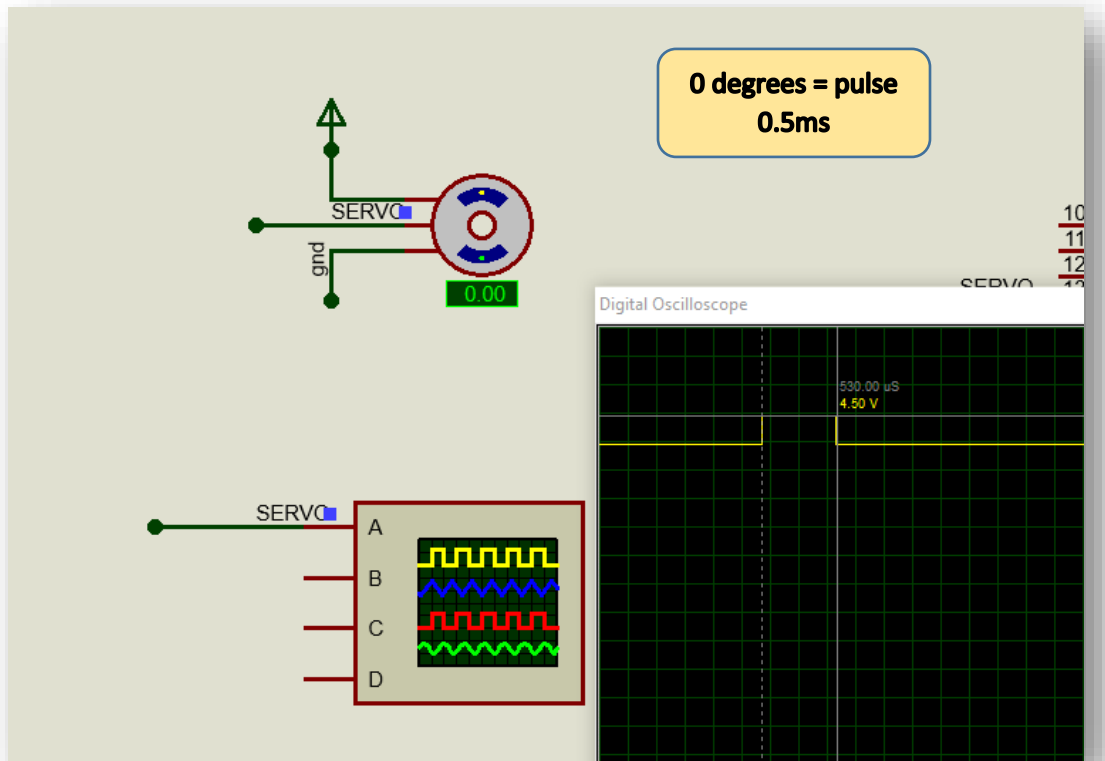 0 degrees = pulse
0.5ms
SERVO
gnd
0.00
10
11
12
SERVO
Digital Oscilloscope
530.00 uS
4.50 V
SERVO
A
B
C
D